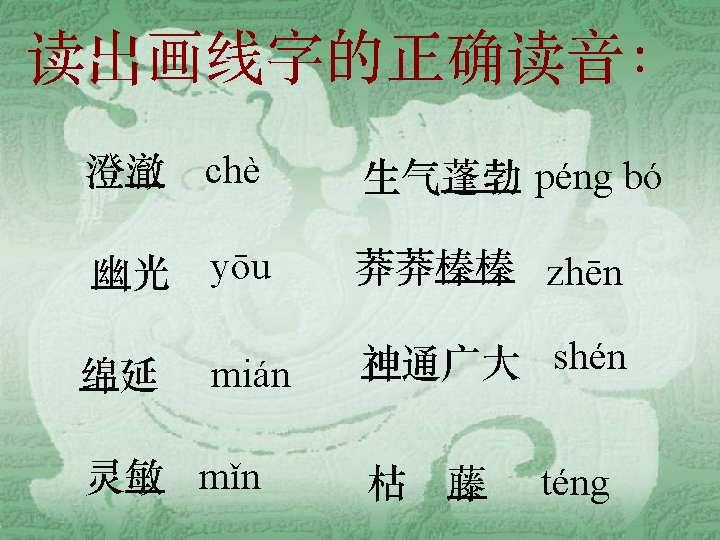 读出画线字的正确读音：
澄澈 chè
生气蓬勃 péng bó
幽光 yōu
莽莽榛榛 zhēn
绵延 mián
神通广大 shén
灵敏 mǐn
枯 藤 téng